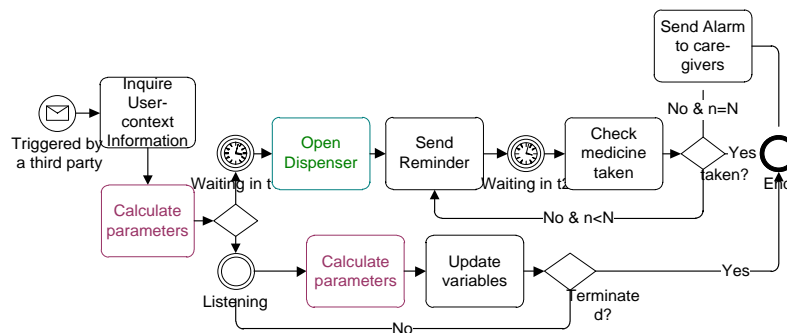 Send Alarm
to care-
givers
Inquire
User-
context
Information
Triggered by
a third party
No & n=N
Open
Dispenser
Send
Reminder
Check
medicine
taken
Yes
taken?
End
Waiting in t
Waiting in t2
Calculate
parameters
No & n<N
Calculate
parameters
Update
variables
Listening
Terminate
d?
Yes
No